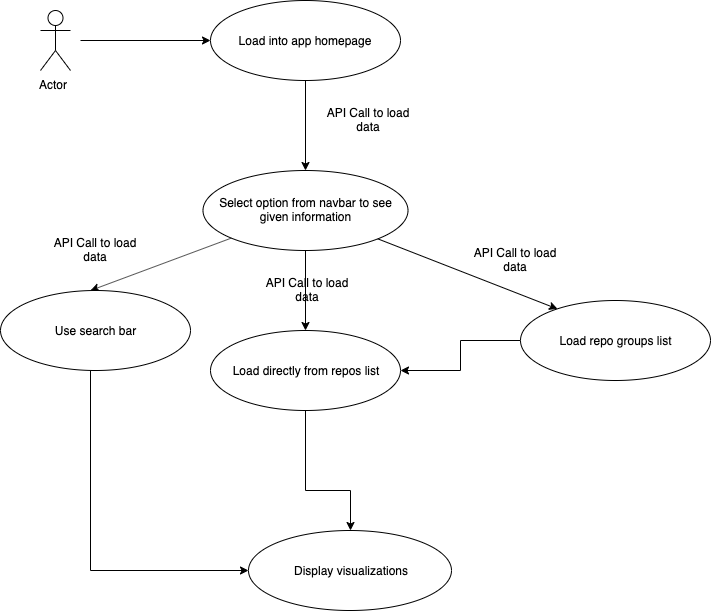 Load into app homepage
Actor
API Call to load
data
Select option from navbar to see
given information
API Call to load
data
API Call to load
data
API Call to load
data
Use search bar
Load directly from repos list
Load repo groups list
Display visualizations